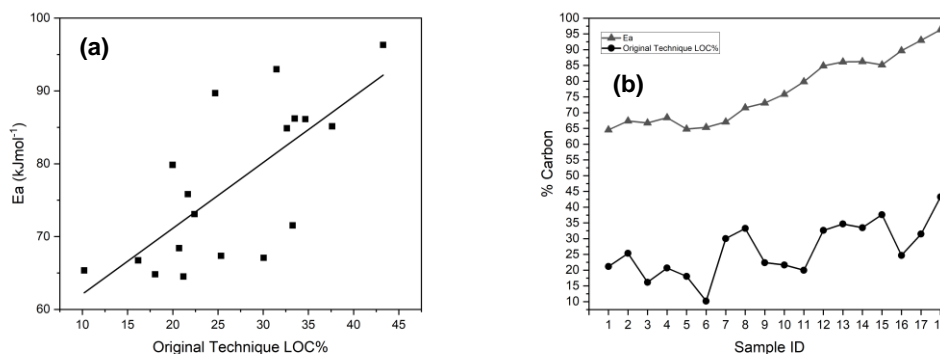 (a)
100
90
80
70
60
Ea (kJmol⁻¹)
10 15 20 25 30 35 40 45
Original Technique LOC%
(b)
Ea
Original Technique LOC%
100
95
90
85
80
75
70
65
60
55
50
45
40
35
30
25
20
15
10
% Carbon
1 2 3 4 5 6 7 8 9 10 11 12 13 14 15 16 17
Sample ID